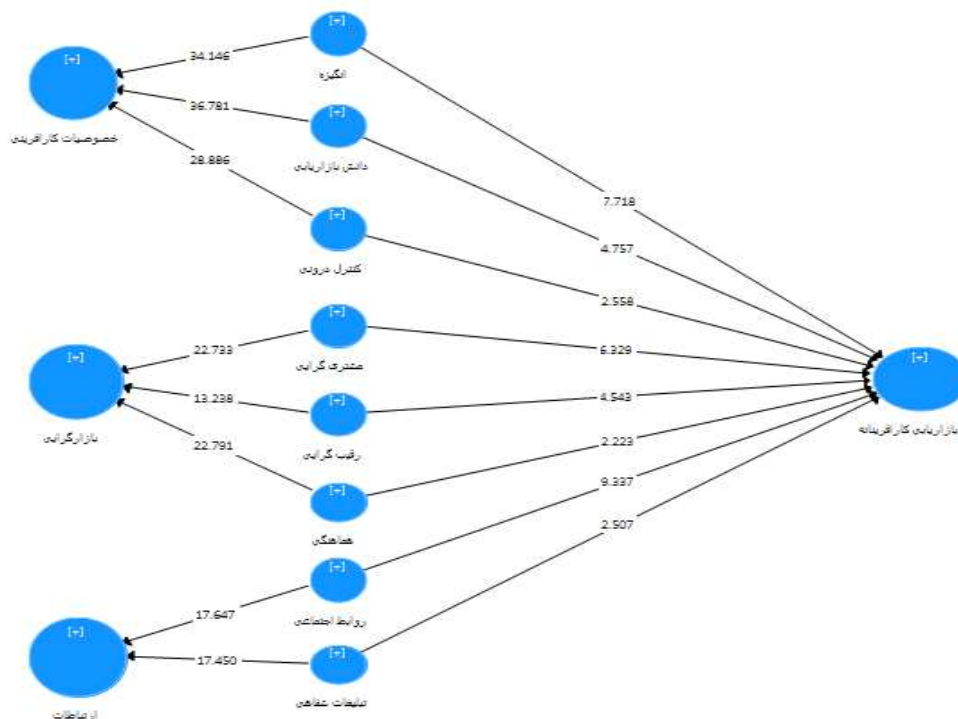 [+]
انگیزه
34.146
[+]
خصوصیات کارافرینی
36.781
[+]
دانش بازاریابی
28.886
[+]
کنترل درونی
7.718
4.757
2.558
[+]
مشتری گرایی
22.733
6.329
[+]
بازارگرایی
13.238
[+]
رقیب گرایی
4.543
[+]
بازاریابی کارافرینانه
22.791
2.223
[+]
هماهنگی
9.337
2.507
[+]
روابط اجتماعی
17.647
[+]
ارتباطات
17.450
[+]
تبلیغات شفاهی